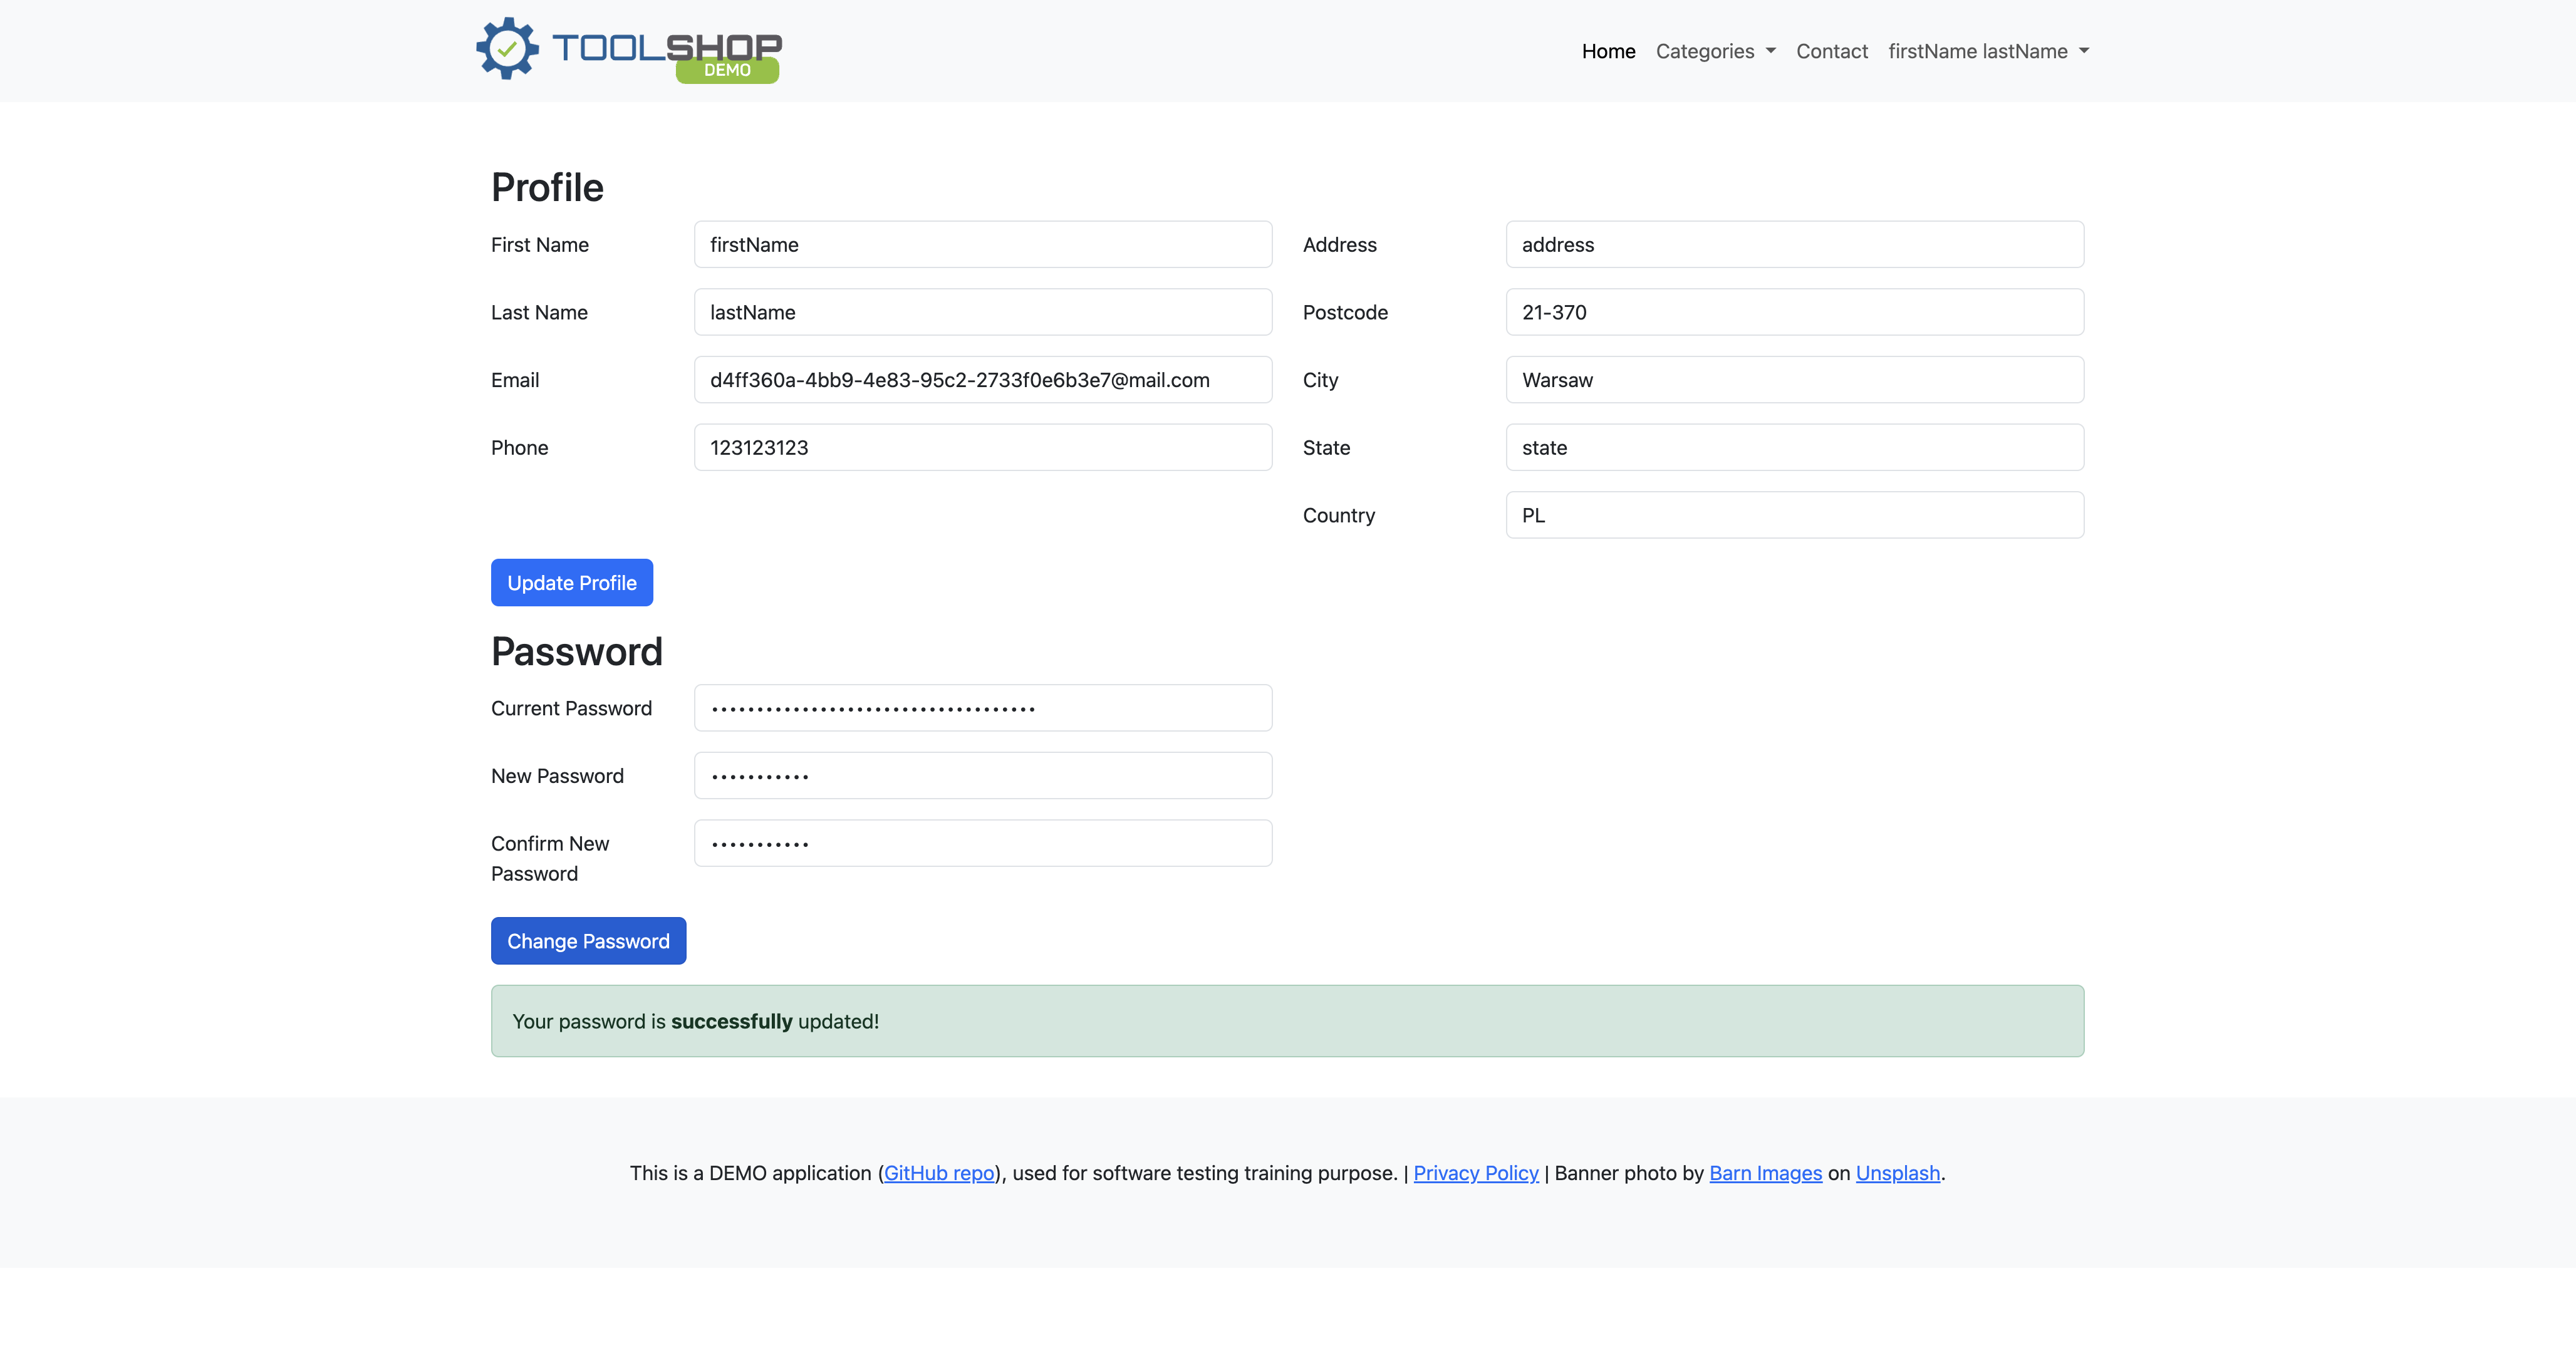 TOOLSHOP
DEMO
Home Categories Contact firstName lastName
Profile
First Name firstName Address address
Last Name lastName Postcode 21-370
Email d4ff360a-4bb9-4e83-95c2-2733f0e6b3e7@mail.com City Warsaw
Phone 123123123 State state
Country PL
Update Profile
Password
Current Password ••••••••••••••••••••••••••••••••••••
New Password •••••••••••
Confirm New •••••••••••
Password
Change Password
Your password is successfully updated!
This is a DEMO application (GitHub repo), used for software testing training purpose. | Privacy Policy | Banner photo by Barn Images on Unsplash.